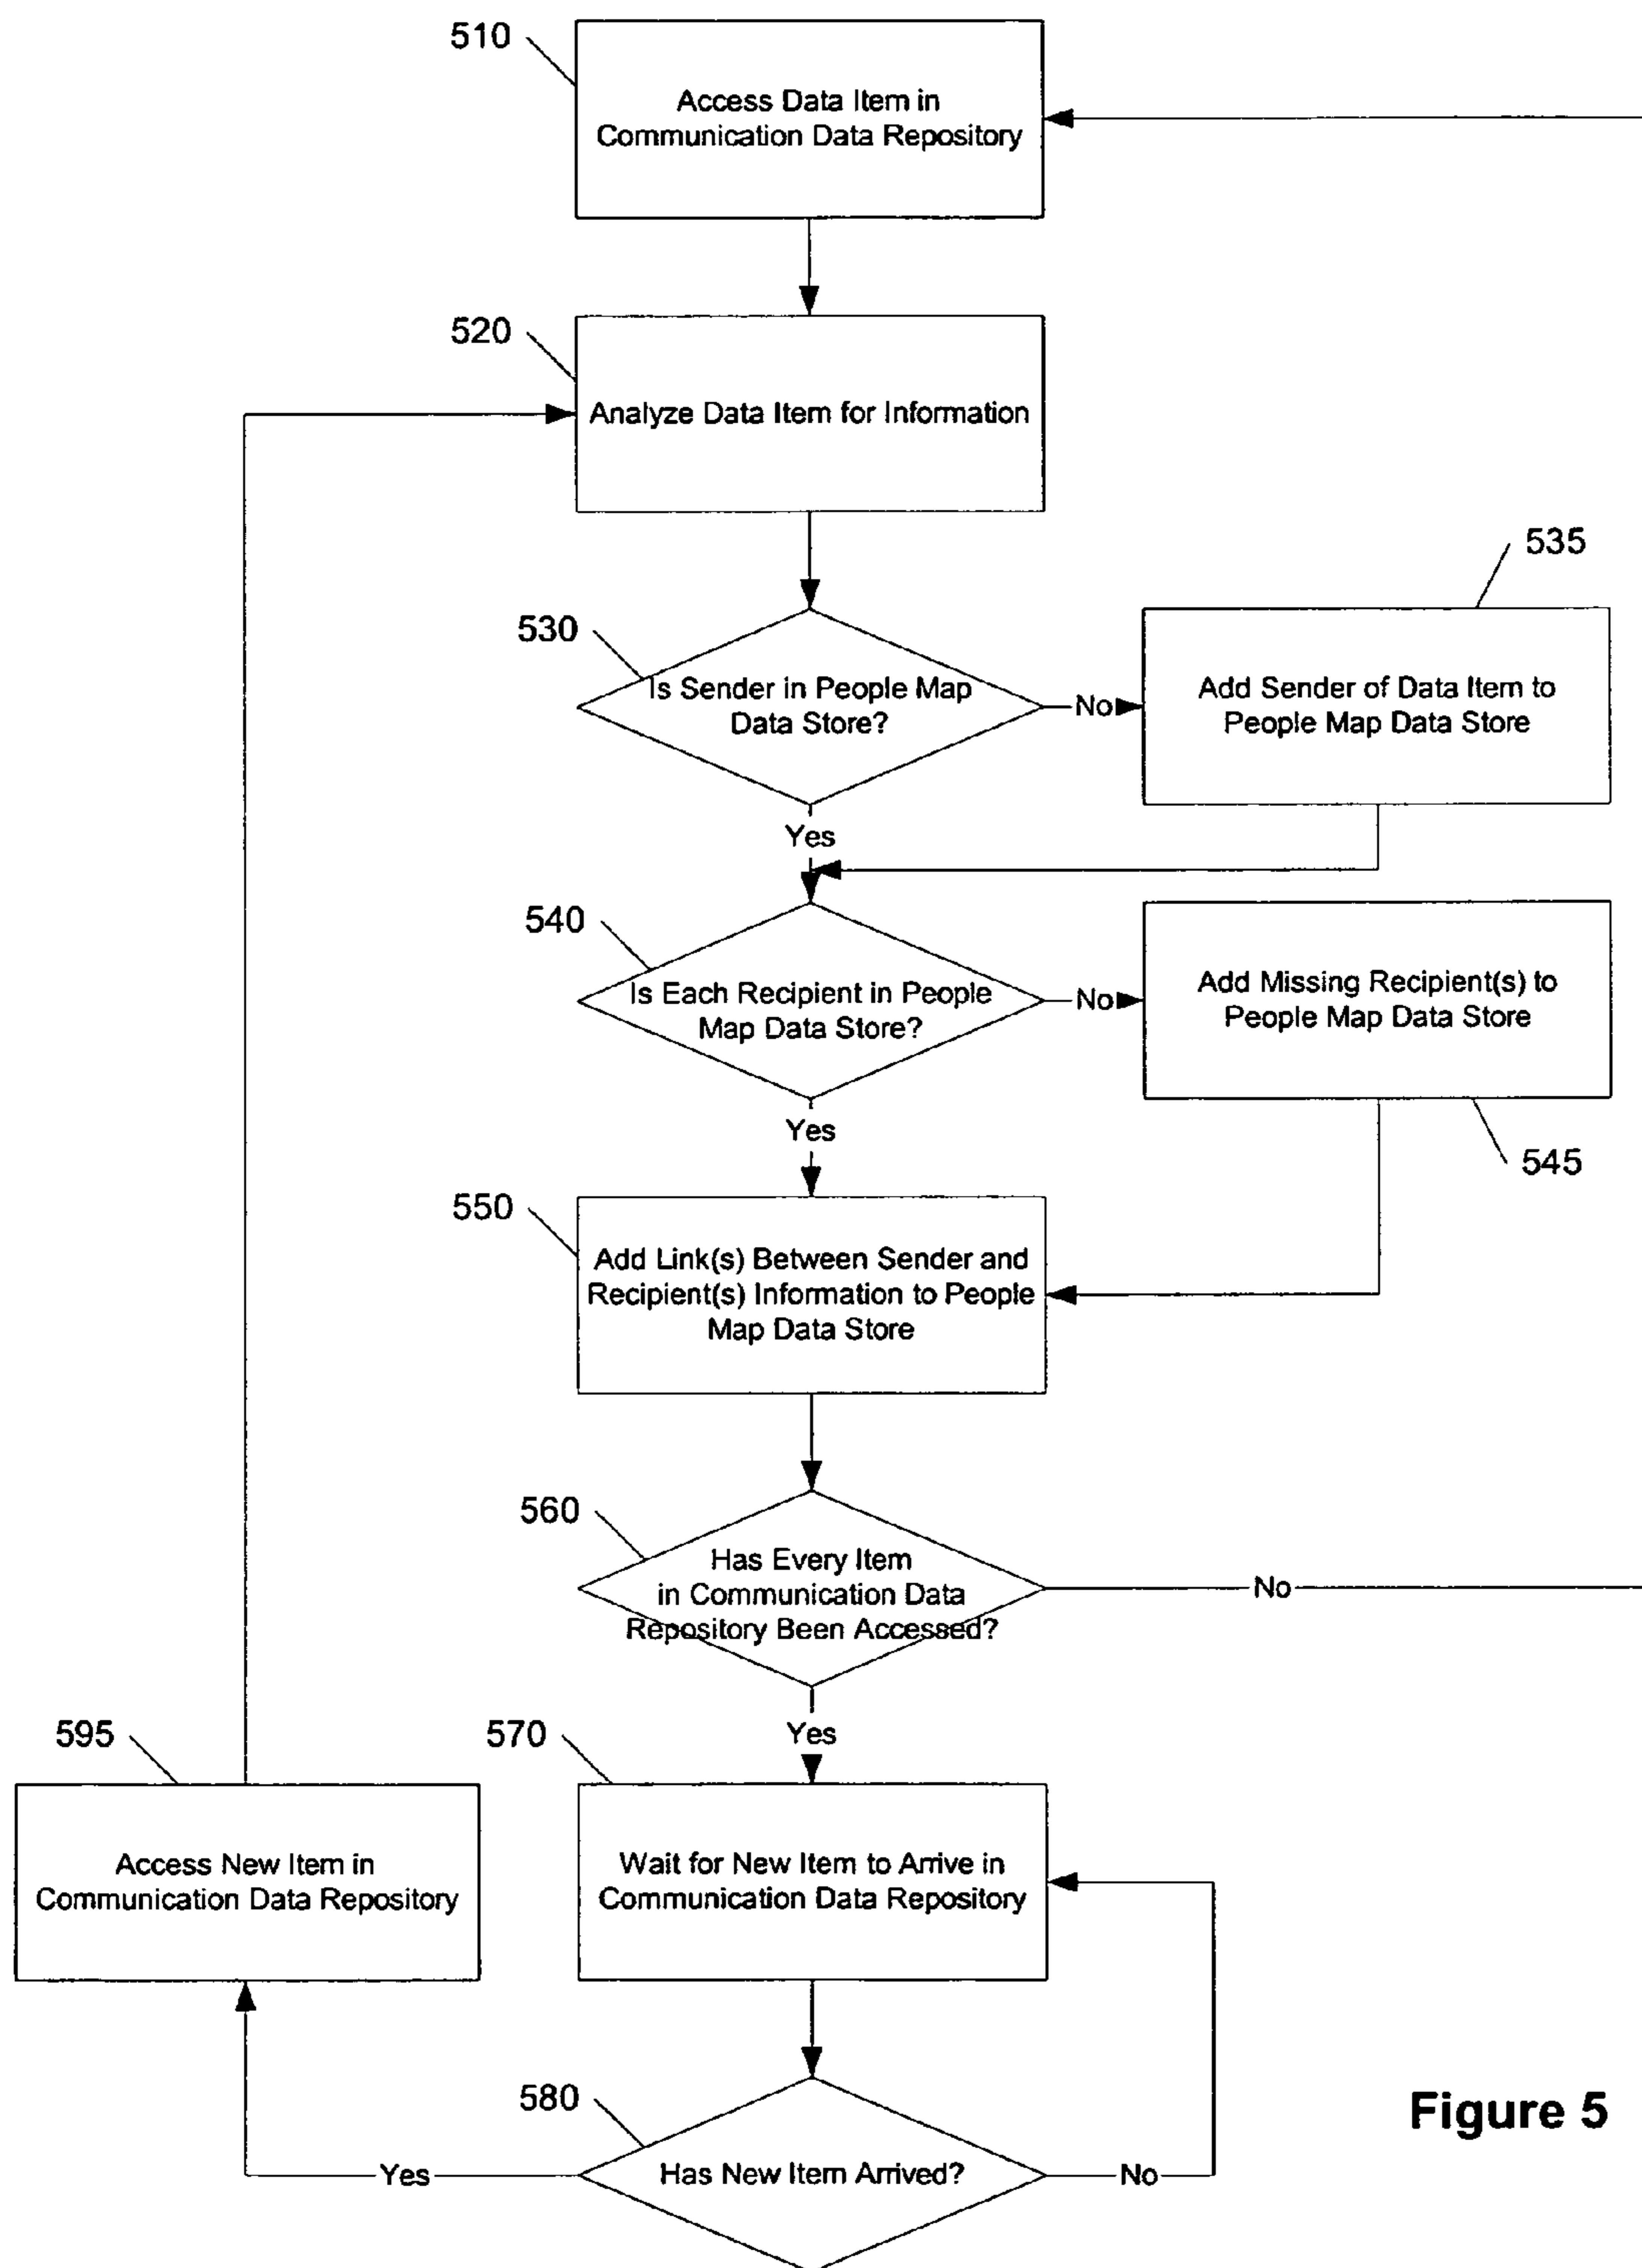 510
Access Data Item in
Communication Data Repository
520
Analyze Data Item for Information
535
530
Is Sender in People Map
Data Store?
No
Add Sender of Data Item to
People Map Data Store
Yes
540
Is Each Recipient in People
Map Data Store?
No
Add Missing Recipient(s) to
People Map Data Store
Yes
545
550
Add Link(s) Between Sender and
Recipient(s) Information to People
Map Data Store
560
Has Every Item
in Communication Data
Repository Been Accessed?
No
Yes
595
570
Access New Item in
Communication Data Repository
Wait for New Item to Arrive in
Communication Data Repository
580
Has New Item Arrived?
Yes
No
Figure 5